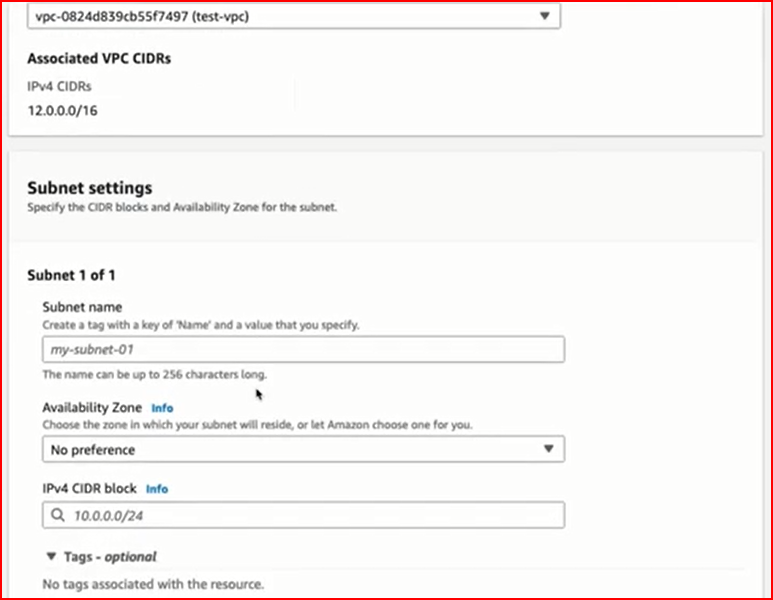 vpc-0824d839cb55f7497 (test-vpc)
Associated VPC CIDRs
IPv4 CIDRs
12.0.0.0/16
Subnet settings
Specify the CIDR blocks and Availability Zone for the subnet.
Subnet 1 of 1
Subnet name
Create a tag with a key of 'Name' and a value that you specify.
my-subnet-01
The name can be up to 256 characters long.
Availability Zone Info
Choose the zone in which your subnet will reside, or let Amazon choose one for you.
No preference
IPv4 CIDR block Info
10.0.0.0/24
Tags - optional
No tags associated with the resource.